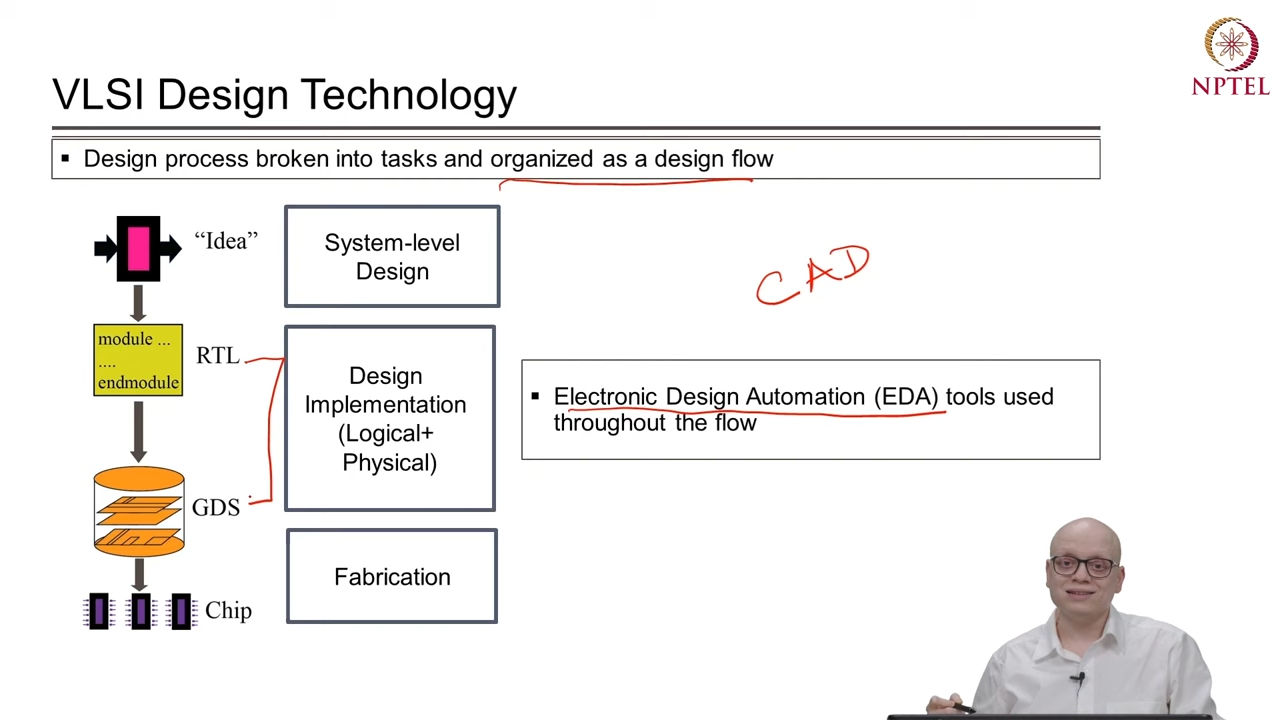 NPTEL
VLSI Design Technology
▪ Design process broken into tasks and organized as a design flow
“Idea”
System-level
Design
CAD
module ...
....
endmodule
RTL
Design
Implementation
(Logical+
Physical)
▪ Electronic Design Automation (EDA) tools used
throughout the flow
GDS
Fabrication
Chip